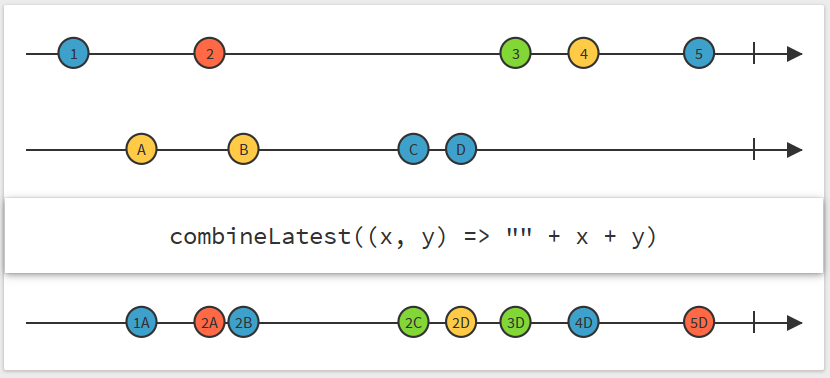 1 2 3 4 5
A B C D
combineLatest((x, y) => "" + x + y)
1A 2A 2B 2C 2D 3D 4D 5D